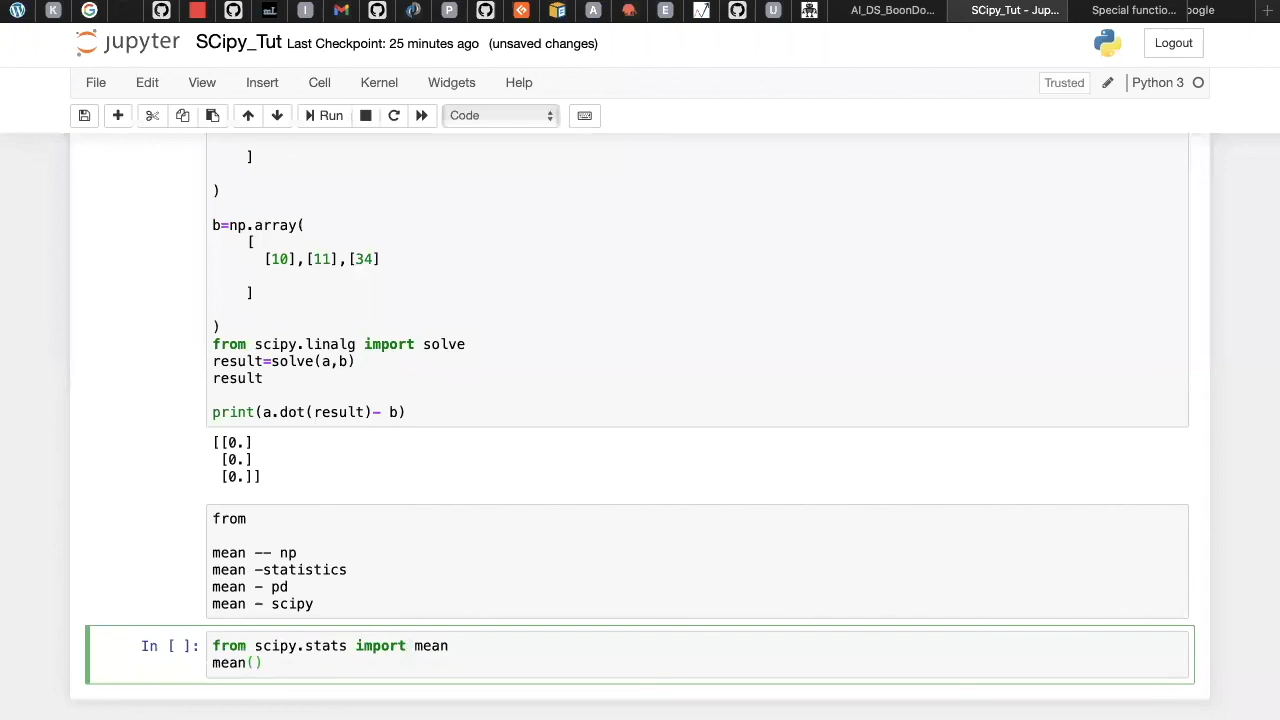 AI_DS_BoonDo...
SCipy_Tut - Jup...
Special functio...
oogle
jupyter SCipy_Tut Last Checkpoint: 25 minutes ago (unsaved changes)
Logout
File Edit View Insert Cell Kernel Widgets Help
Trusted
Python 3
Run
Code
]
)
b=np.array(
[
[10],[11],[34]
]
)
from scipy.linalg import solve
result=solve(a,b)
result
print(a.dot(result)- b)
[[0.]
[0.]
[0.]]
from
mean -- np
mean -statistics
mean - pd
mean - scipy
In [ ]:
from scipy.stats import mean
mean()